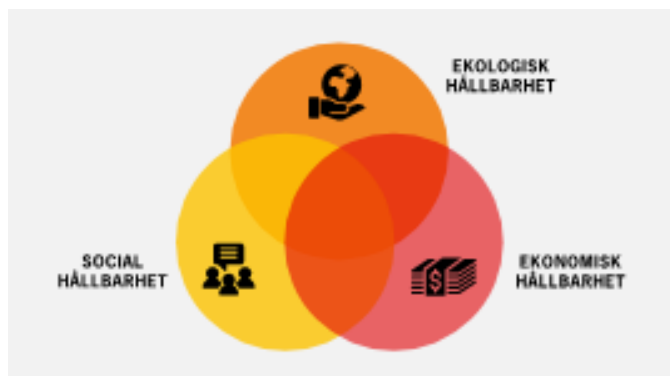 EKOLOGISK
HÅLLBARHET
SOCIAL
HÅLLBARHET
EKONOMISK
HÅLLBARHET
$